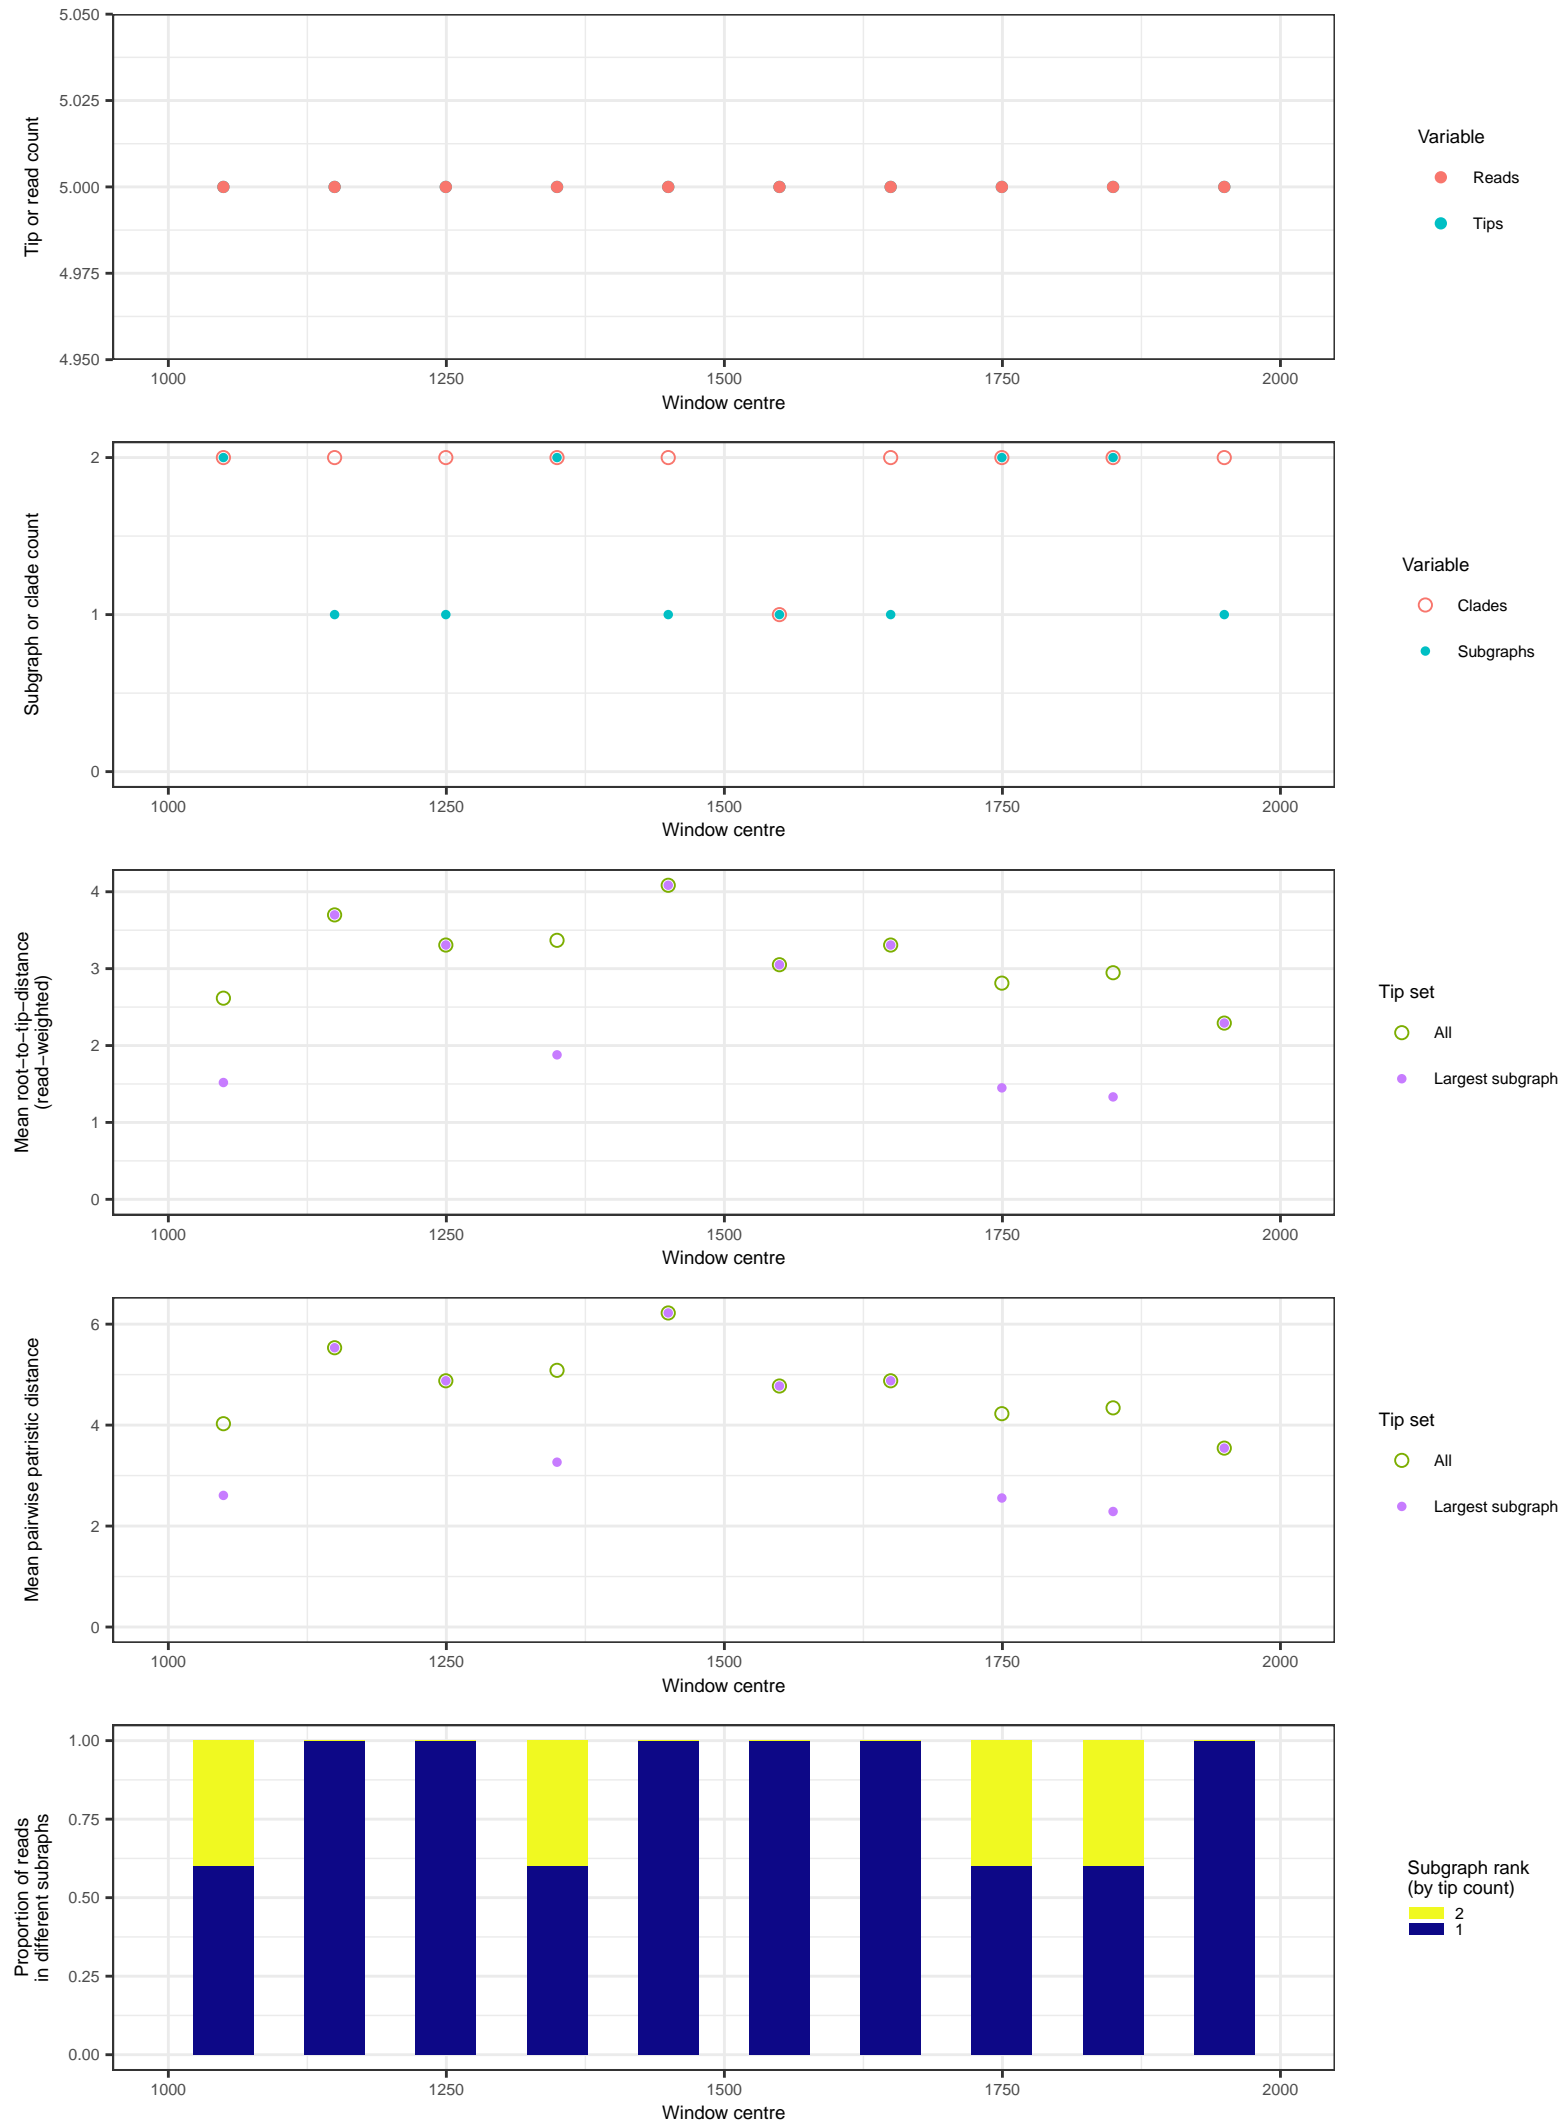 5.050
5.025
5.000
4.975
4.950
Tip or read count
1000 1250 1500 1750 2000
Window centre
Variable
Reads
Tips
2
1
0
Subgraph or clade count
1000 1250 1500 1750 2000
Window centre
Variable
Clades
Subgraphs
4
3
2
1
0
Mean root−to−tip−distance
(read−weighted)
1000 1250 1500 1750 2000
Window centre
Tip set
All
Largest subgraph
6
4
2
0
Mean pairwise patristic distance
1000 1250 1500 1750 2000
Window centre
Tip set
All
Largest subgraph
1.00
0.75
0.50
0.25
0.00
Proportion of reads
in different subraphs
1000 1250 1500 1750 2000
Window centre
Subgraph rank
(by tip count)
2
1